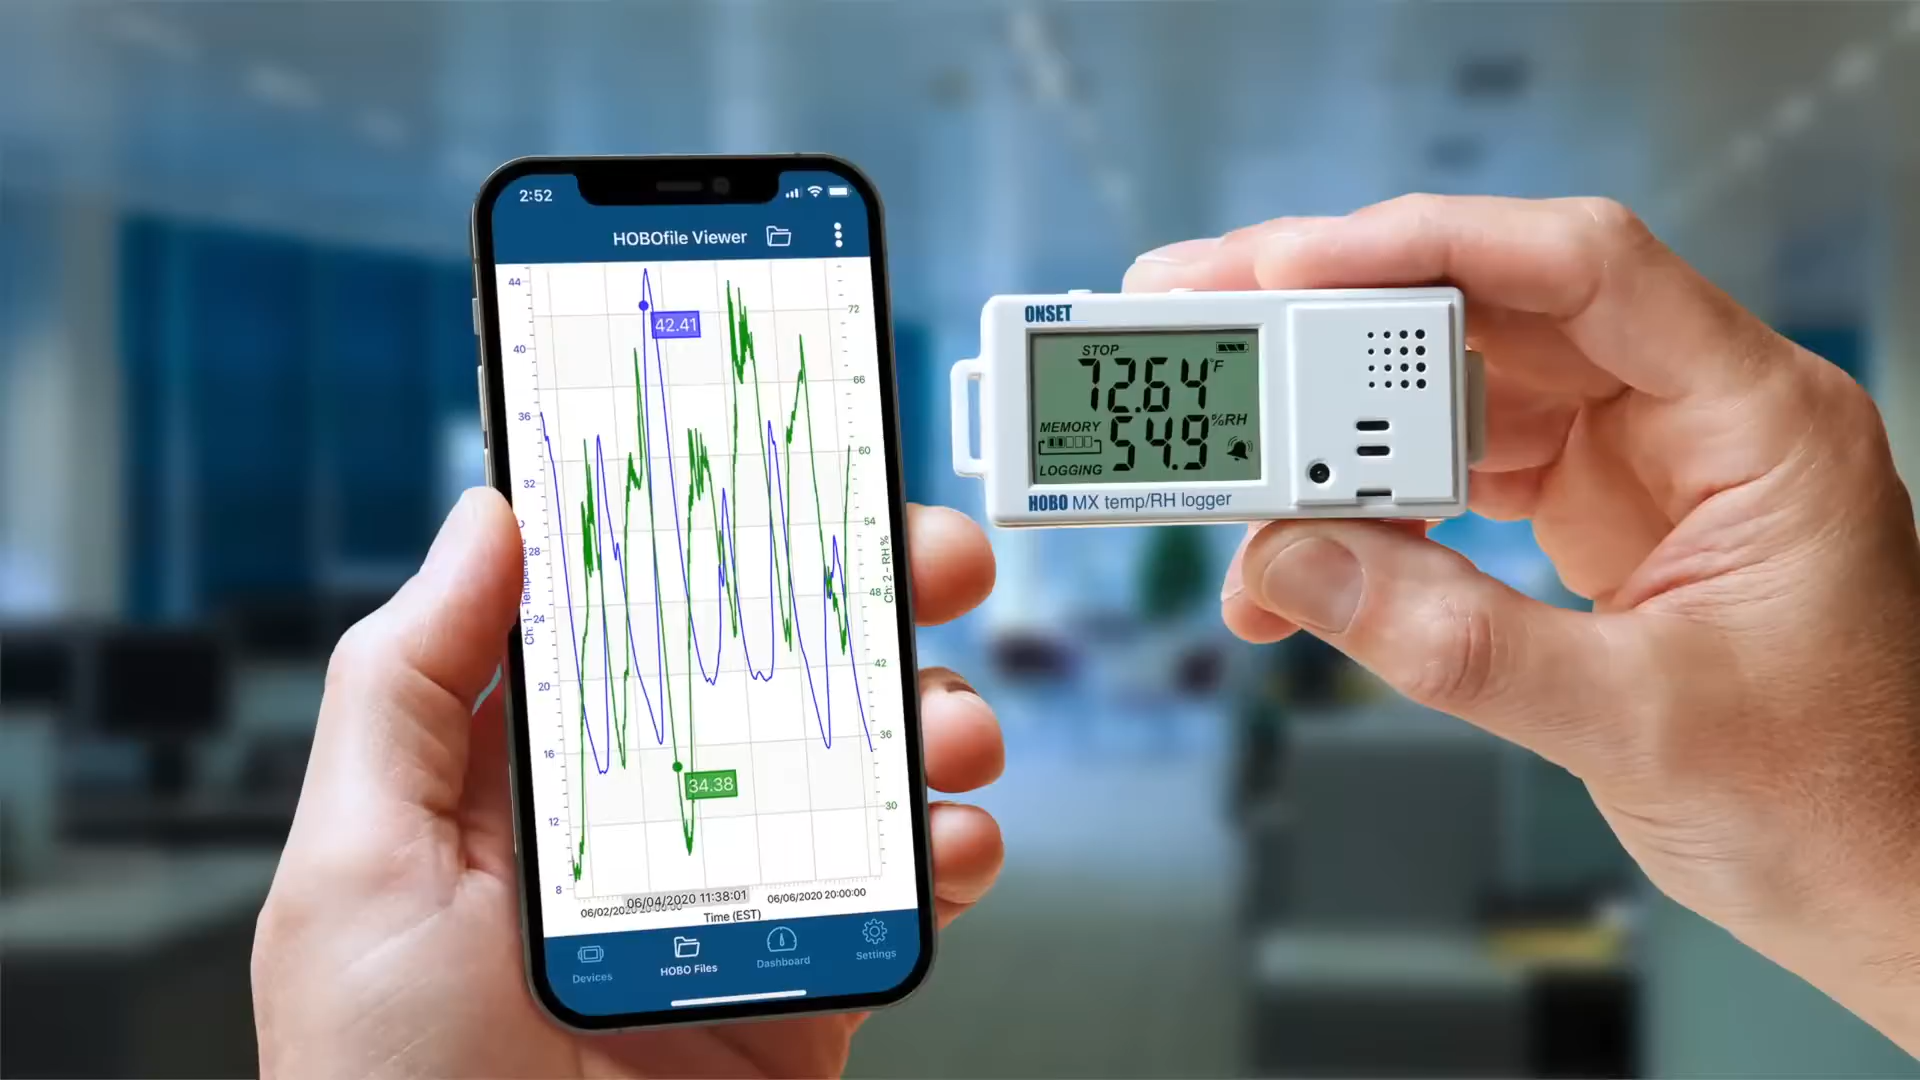 2:52
HOBOfile Viewer
44
40
36
32
28
24
20
16
12
8
Ch: 1 - Temperature °C
42.41
34.38
72
66
60
54
48
42
36
30
Ch: 2 - RH %
06/02/20
06/04/2020 11:38:01
06/06/2020 20:00:00
Time (EST)
Devices
HOBO Files
Dashboard
Settings
ONSET
STOP
72.64 °F
MEMORY
54.9 %RH
LOGGING
HOBO MX temp/RH logger